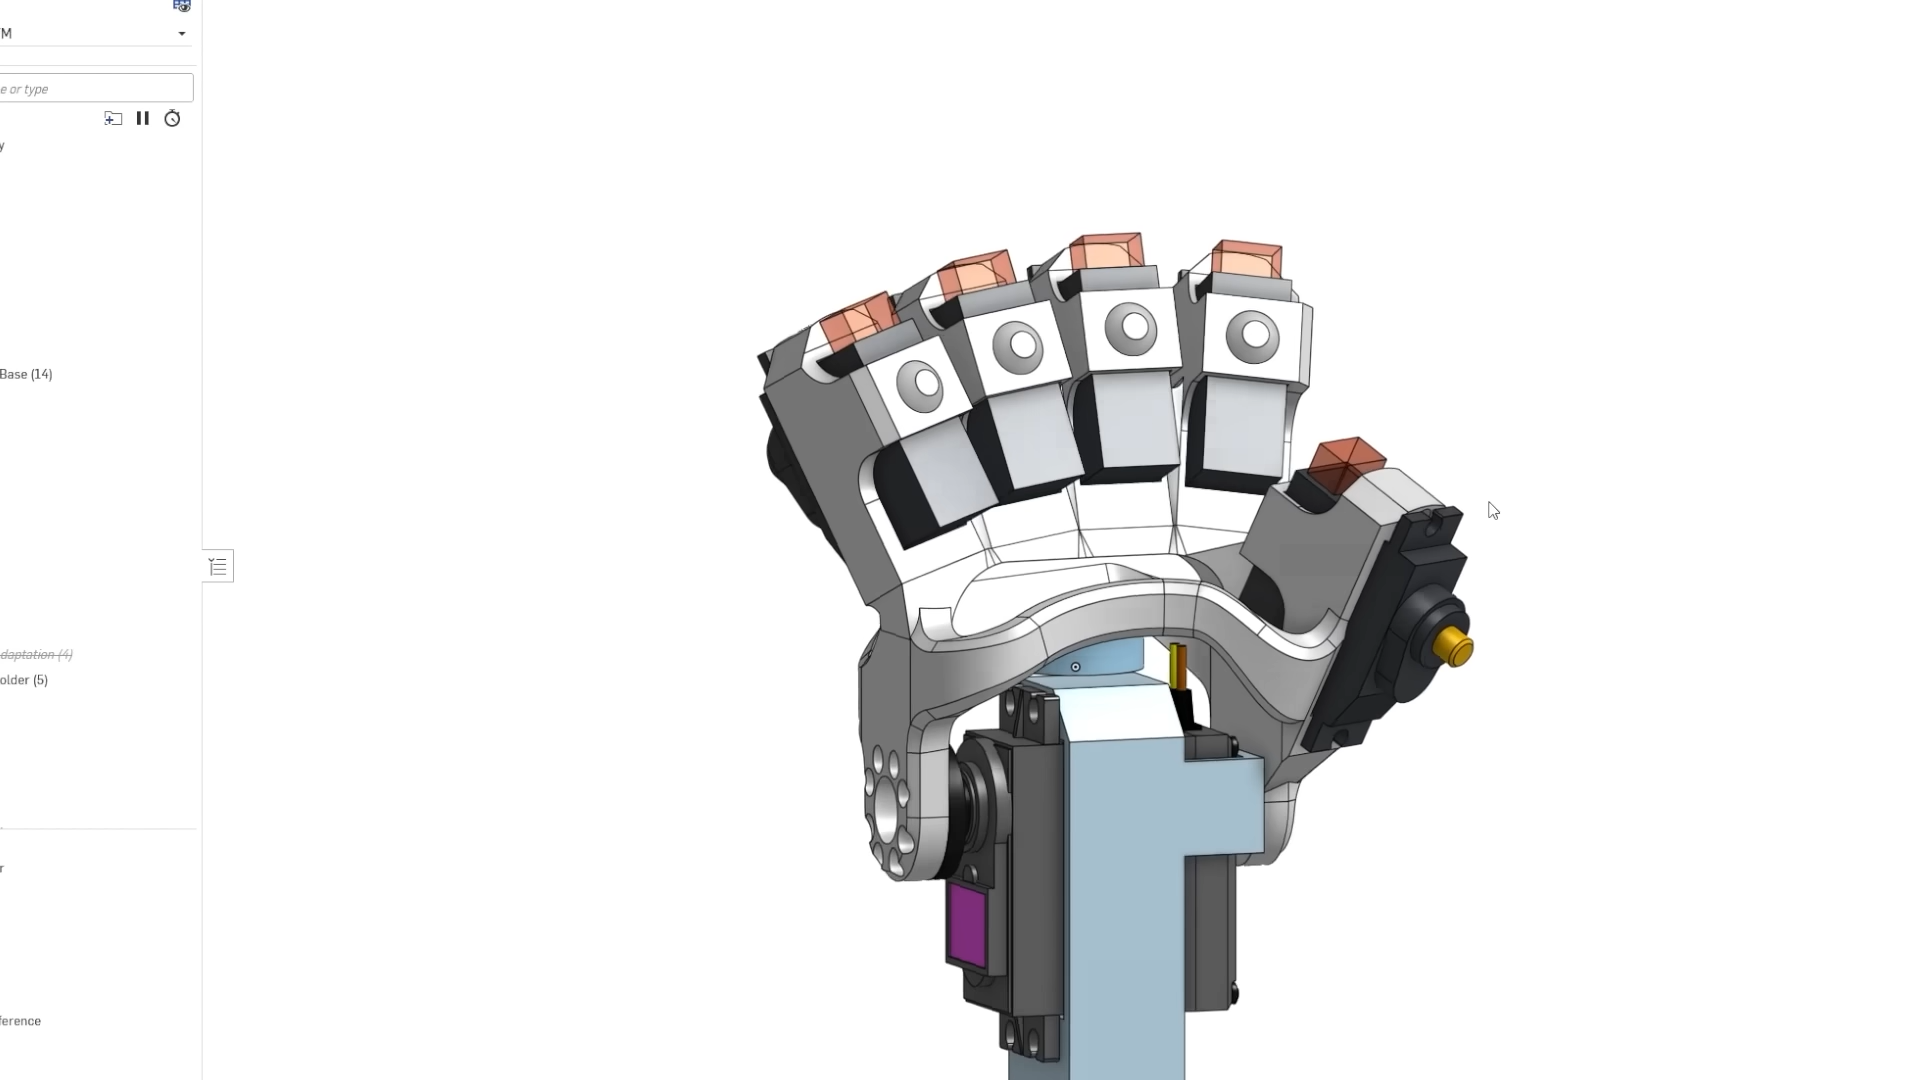 M
e or type
y
Base (14)
daptation (4)
older (5)
r
ference